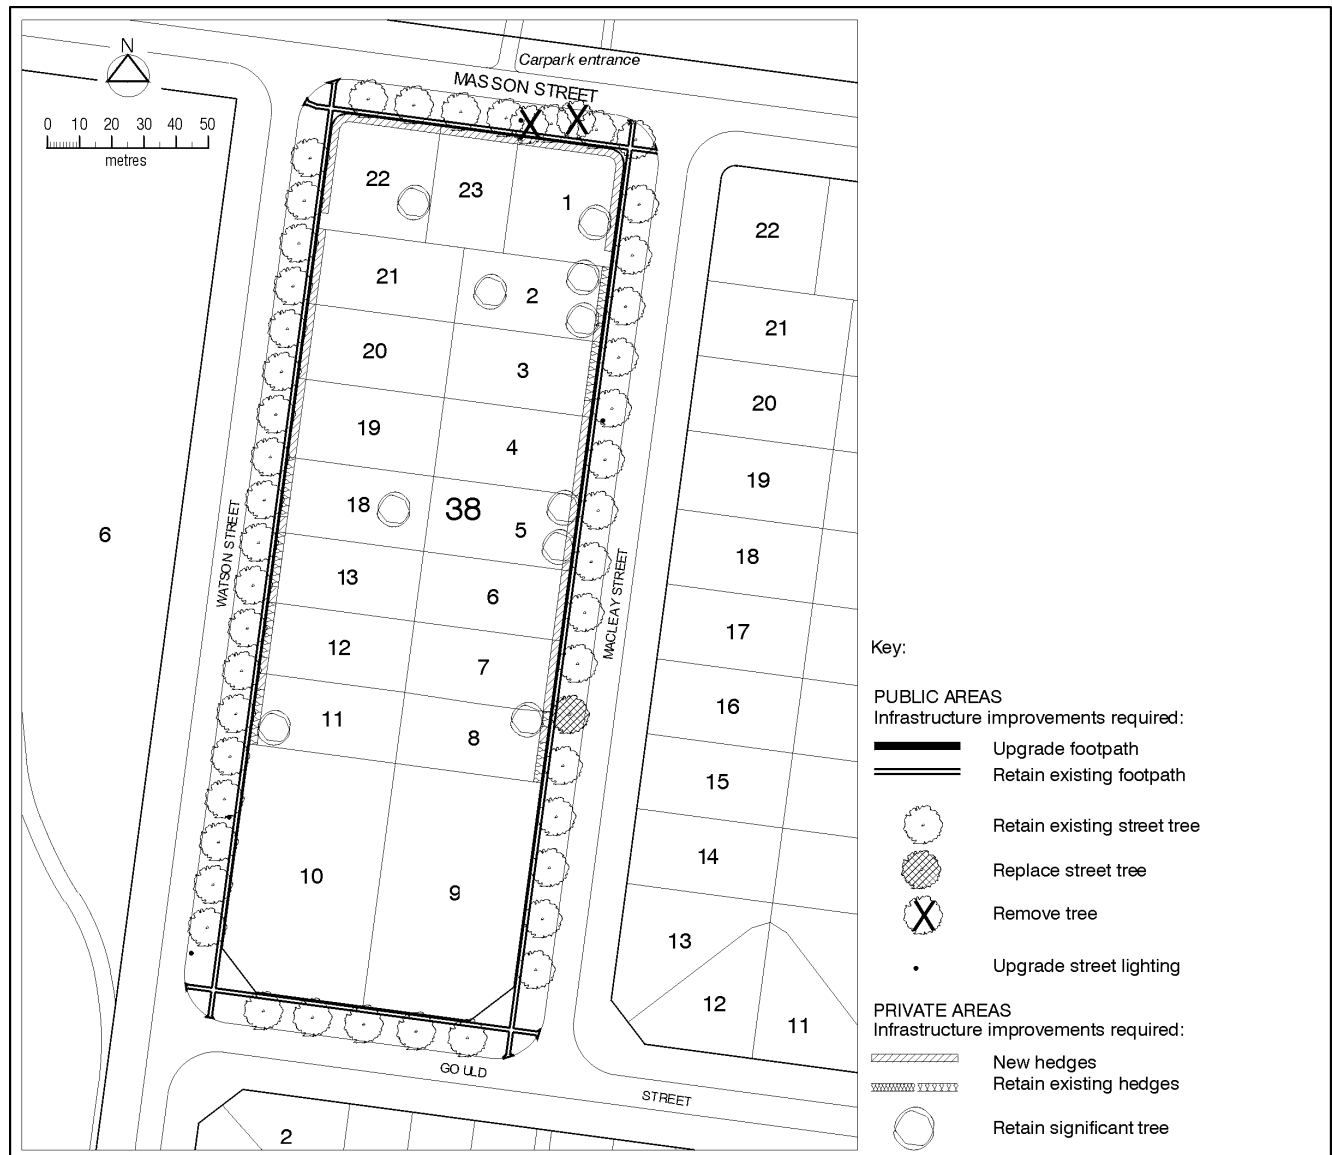 Carpark entrance
MASSON STREET
N
0 10 20 30 40 50
metres
22
23
1
21
2
20
3
19
4
18
38
5
13
6
12
7
11
8
10
9
6
WATSON STREET
MACLEAY STREET
22
21
20
19
18
17
16
15
14
13
12
11
GOULD
STREET
2
Key:
PUBLIC AREAS
Infrastructure improvements required:
Upgrade footpath
Retain existing footpath
Retain existing street tree
Replace street tree
Remove tree
Upgrade street lighting
PRIVATE AREAS
Infrastructure improvements required:
New hedges
Retain existing hedges
Retain significant tree